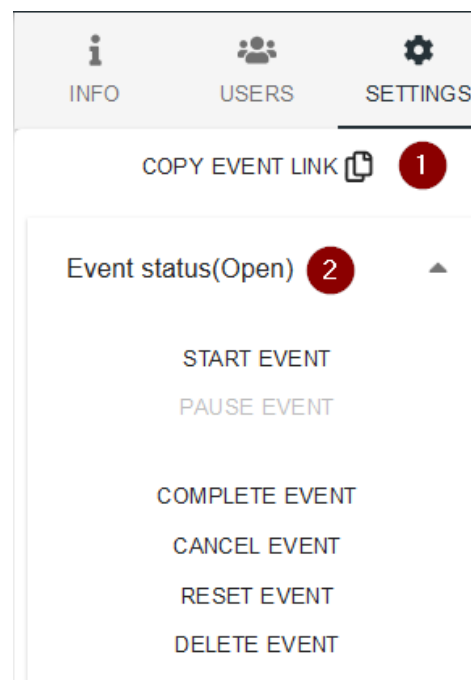 INFO USERS SETTINGS
COPY EVENT LINK 1
Event status(Open) 2
START EVENT
PAUSE EVENT
COMPLETE EVENT
CANCEL EVENT
RESET EVENT
DELETE EVENT